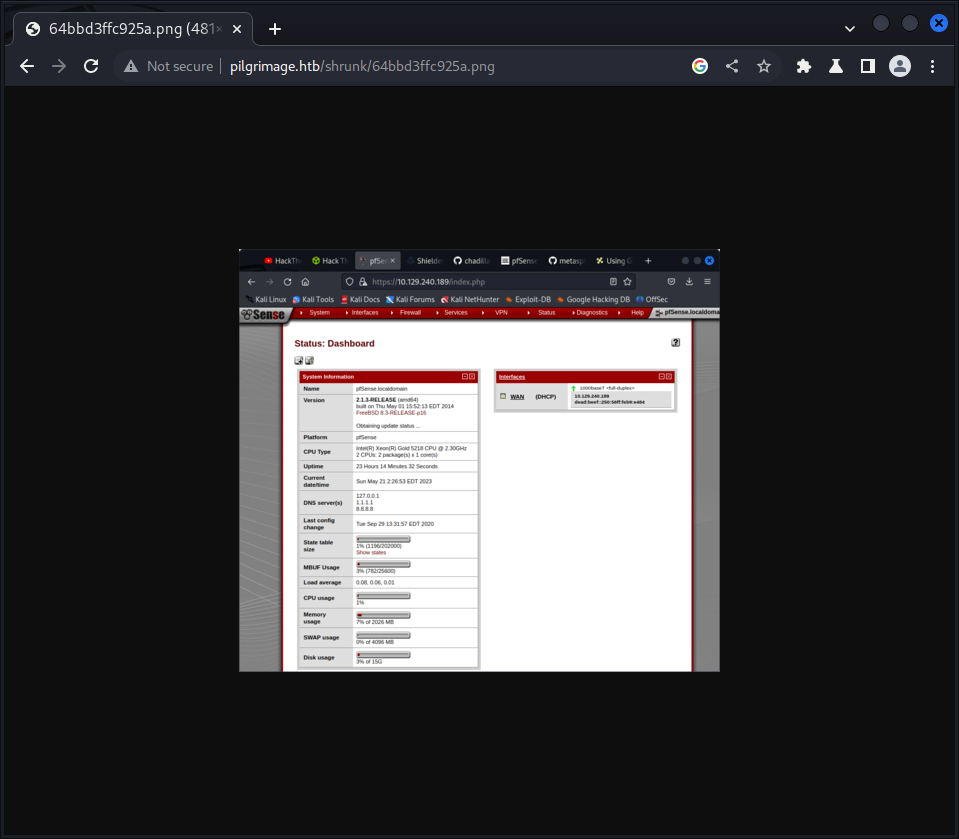 64bbd3ffc925a.png (481×
Not secure pilgrimage.htb/shrunk/64bbd3ffc925a.png
HackTh Hack Th pfSen Shielde chadilla pfSense metasp Using G
https://10.129.240.189/index.php
Kali Linux Kali Tools Kali Docs Kali Forums Kali NetHunter Exploit-DB Google Hacking DB OffSec
Sense System Interfaces Firewall Services VPN Status Diagnostics Help pfSense.localdoma
Status: Dashboard
System Information
Name pfSense.localdomain
Version 2.1.3-RELEASE (amd64)
built on Thu May 01 15:52:13 EDT 2014
FreeBSD 8.3-RELEASE-p16
Obtaining update status ...
Platform pfSense
CPU Type Intel(R) Xeon(R) Gold 5218 CPU @ 2.30GHz
2 CPUs: 2 package(s) x 1 core(s)
Uptime 23 Hours 14 Minutes 32 Seconds
Current
date/time Sun May 21 2:26:53 EDT 2023
DNS server(s) 127.0.0.1
1.1.1.1
8.8.8.8
Last config
change Tue Sep 29 13:31:57 EDT 2020
State table
size 1% (1196/202000)
Show states
MBUF Usage 3% (782/25600)
Load average 0.08, 0.06, 0.01
CPU usage 1%
Memory
usage 7% of 2026 MB
SWAP usage 0% of 4096 MB
Disk usage 3% of 15G
Interfaces
WAN (DHCP) 1000baseT <full-duplex>
10.129.240.189